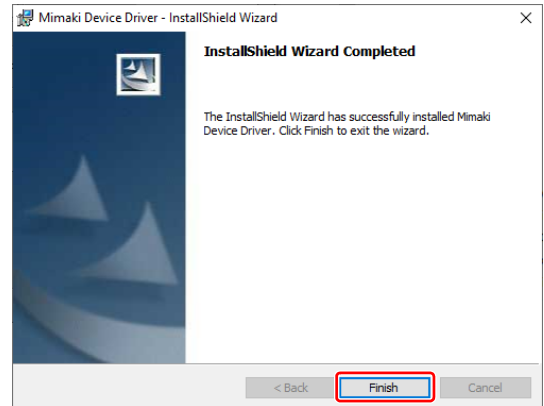 Mimaki Device Driver - InstallShield Wizard
InstallShield Wizard Completed
The InstallShield Wizard has successfully installed Mimaki
Device Driver. Click Finish to exit the wizard.
< Back Finish Cancel